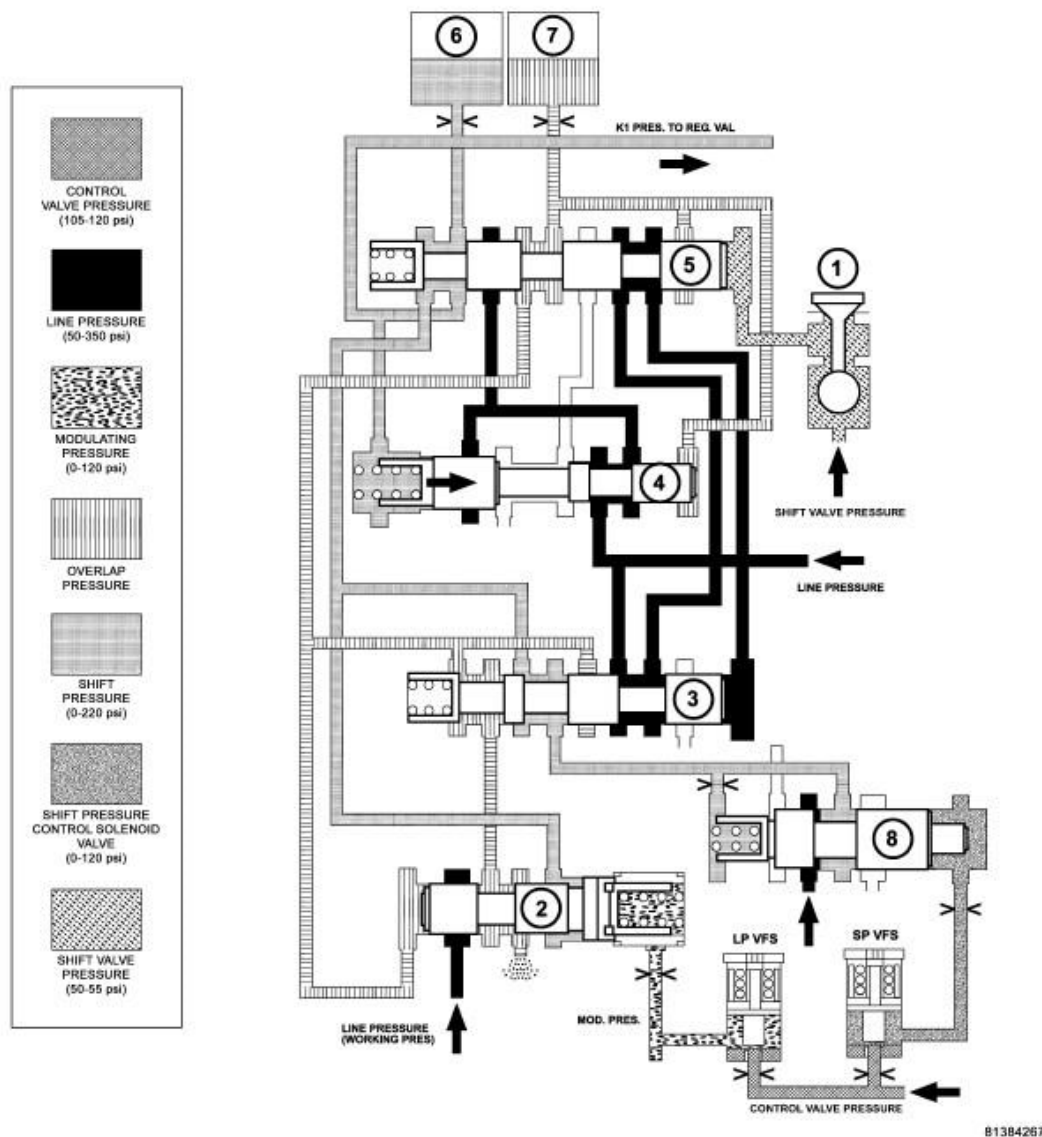 6
7
K1 PRES. TO REG. VAL
CONTROL
VALVE PRESSURE
(105-120 psi)
5
1
LINE PRESSURE
(50-350 psi)
MODULATING
PRESSURE
(0-120 psi)
4
SHIFT VALVE PRESSURE
OVERLAP
PRESSURE
LINE PRESSURE
SHIFT
PRESSURE
(0-220 psi)
3
SHIFT PRESSURE
CONTROL SOLENOID
VALVE
(0-120 psi)
8
2
LP VFS
SP VFS
SHIFT VALVE
PRESSURE
(50-55 psi)
LINE PRESSURE
(WORKING PRES)
MOD. PRES.
CONTROL VALVE PRESSURE
81384267